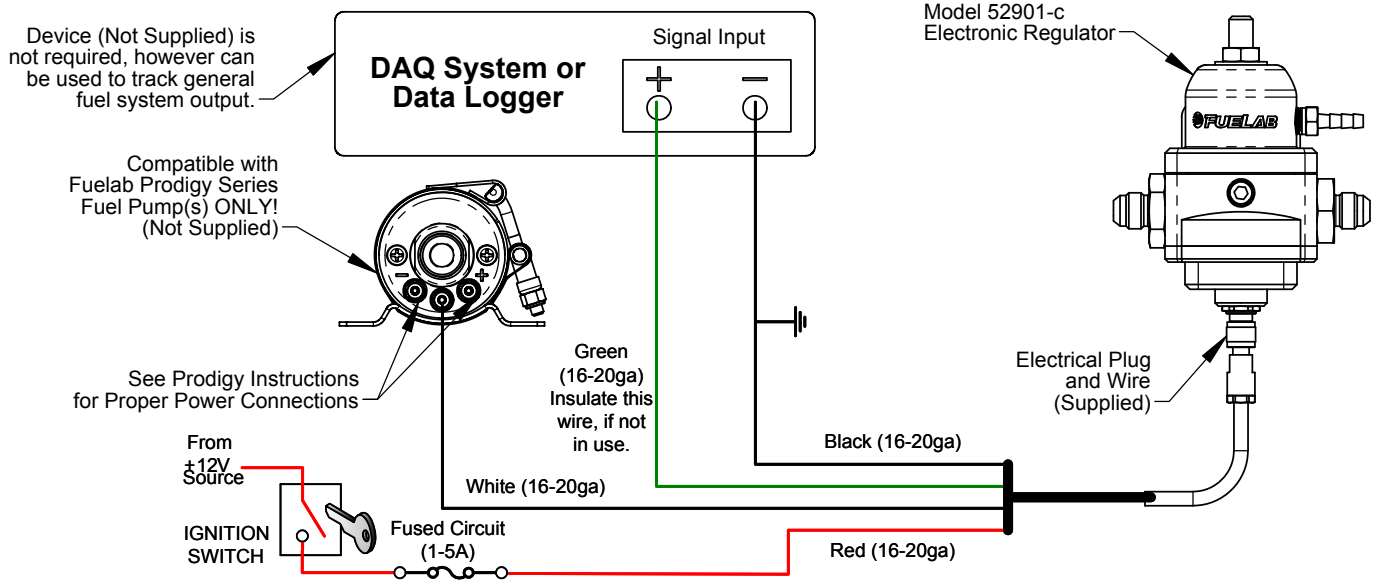 Device (Not Supplied) is
not required, however can
be used to track general
fuel system output.
DAQ System or
Data Logger
Signal Input
+
−
Model 52901-c
Electronic Regulator
FUELAB
Compatible with
Fuelab Prodigy Series
Fuel Pump(s) ONLY!
(Not Supplied)
−
+
See Prodigy Instructions
for Proper Power Connections
Green
(16-20ga)
Insulate this
wire, if not
in use.
Electrical Plug
and Wire
(Supplied)
Black (16-20ga)
From
+12V
Source
White (16-20ga)
IGNITION
SWITCH
Fused Circuit
(1-5A)
Red (16-20ga)